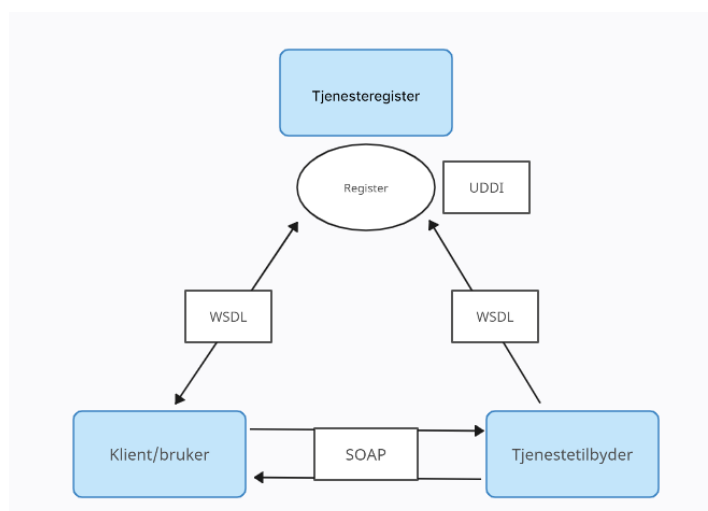 Tjenesteregister
Register
UDDI
WSDL
WSDL
Klient/bruker
SOAP
Tjenestetilbyder